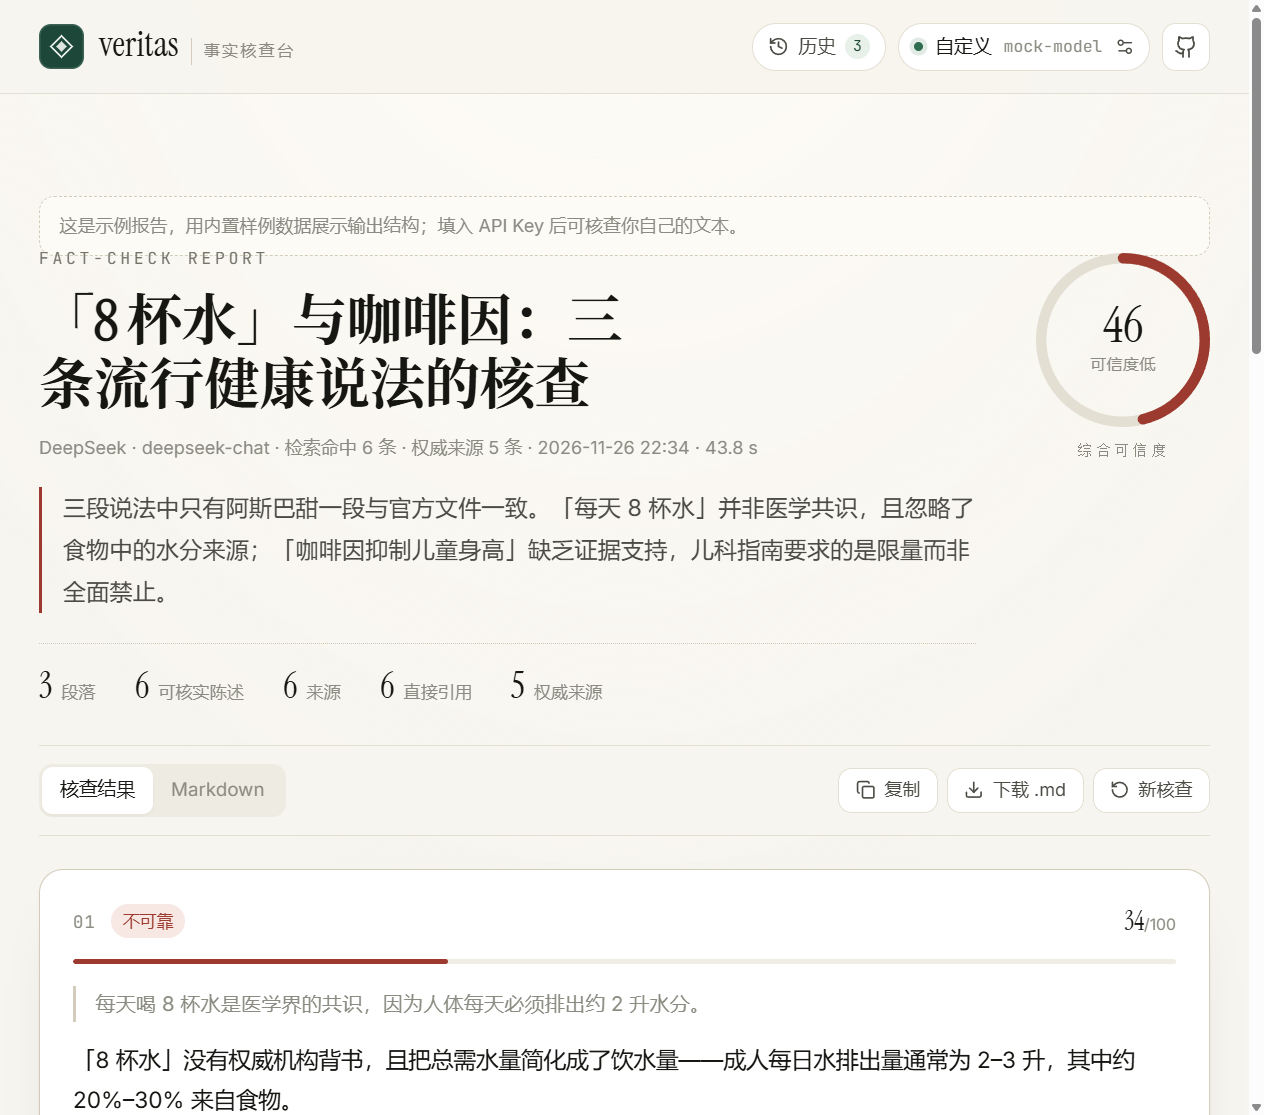 veritas
事实核查台
历史 3
自定义 mock-model
这是示例报告，用内置样例数据展示输出结构；填入 API Key 后可核查你自己的文本。
FACT-CHECK REPORT
「8 杯水」与咖啡因：三
条流行健康说法的核查
DeepSeek · deepseek-chat · 检索命中 6 条 · 权威来源 5 条 · 2026-11-26 22:34 · 43.8 s
46
可信度低
综合可信度
三段说法中只有阿斯巴甜一段与官方文件一致。「每天 8 杯水」并非医学共识，且忽略了
食物中的水分来源；「咖啡因抑制儿童身高」缺乏证据支持，儿科指南要求的是限量而非
全面禁止。
3 段落 6 可核实陈述 6 来源 6 直接引用 5 权威来源
核查结果 Markdown
复制 下载 .md 新核查
01 不可靠 34/100
每天喝 8 杯水是医学界的共识，因为人体每天必须排出约 2 升水分。
「8 杯水」没有权威机构背书，且把总需水量简化成了饮水量——成人每日水排出量通常为 2–3 升，其中约
20%–30% 来自食物。